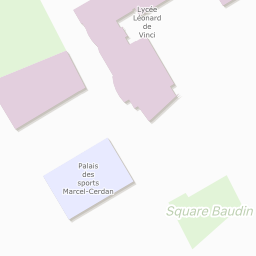 Lycée
Léonard
de
Vinci
Palais
des
sports
Marcel-Cerdan
Square Baudin